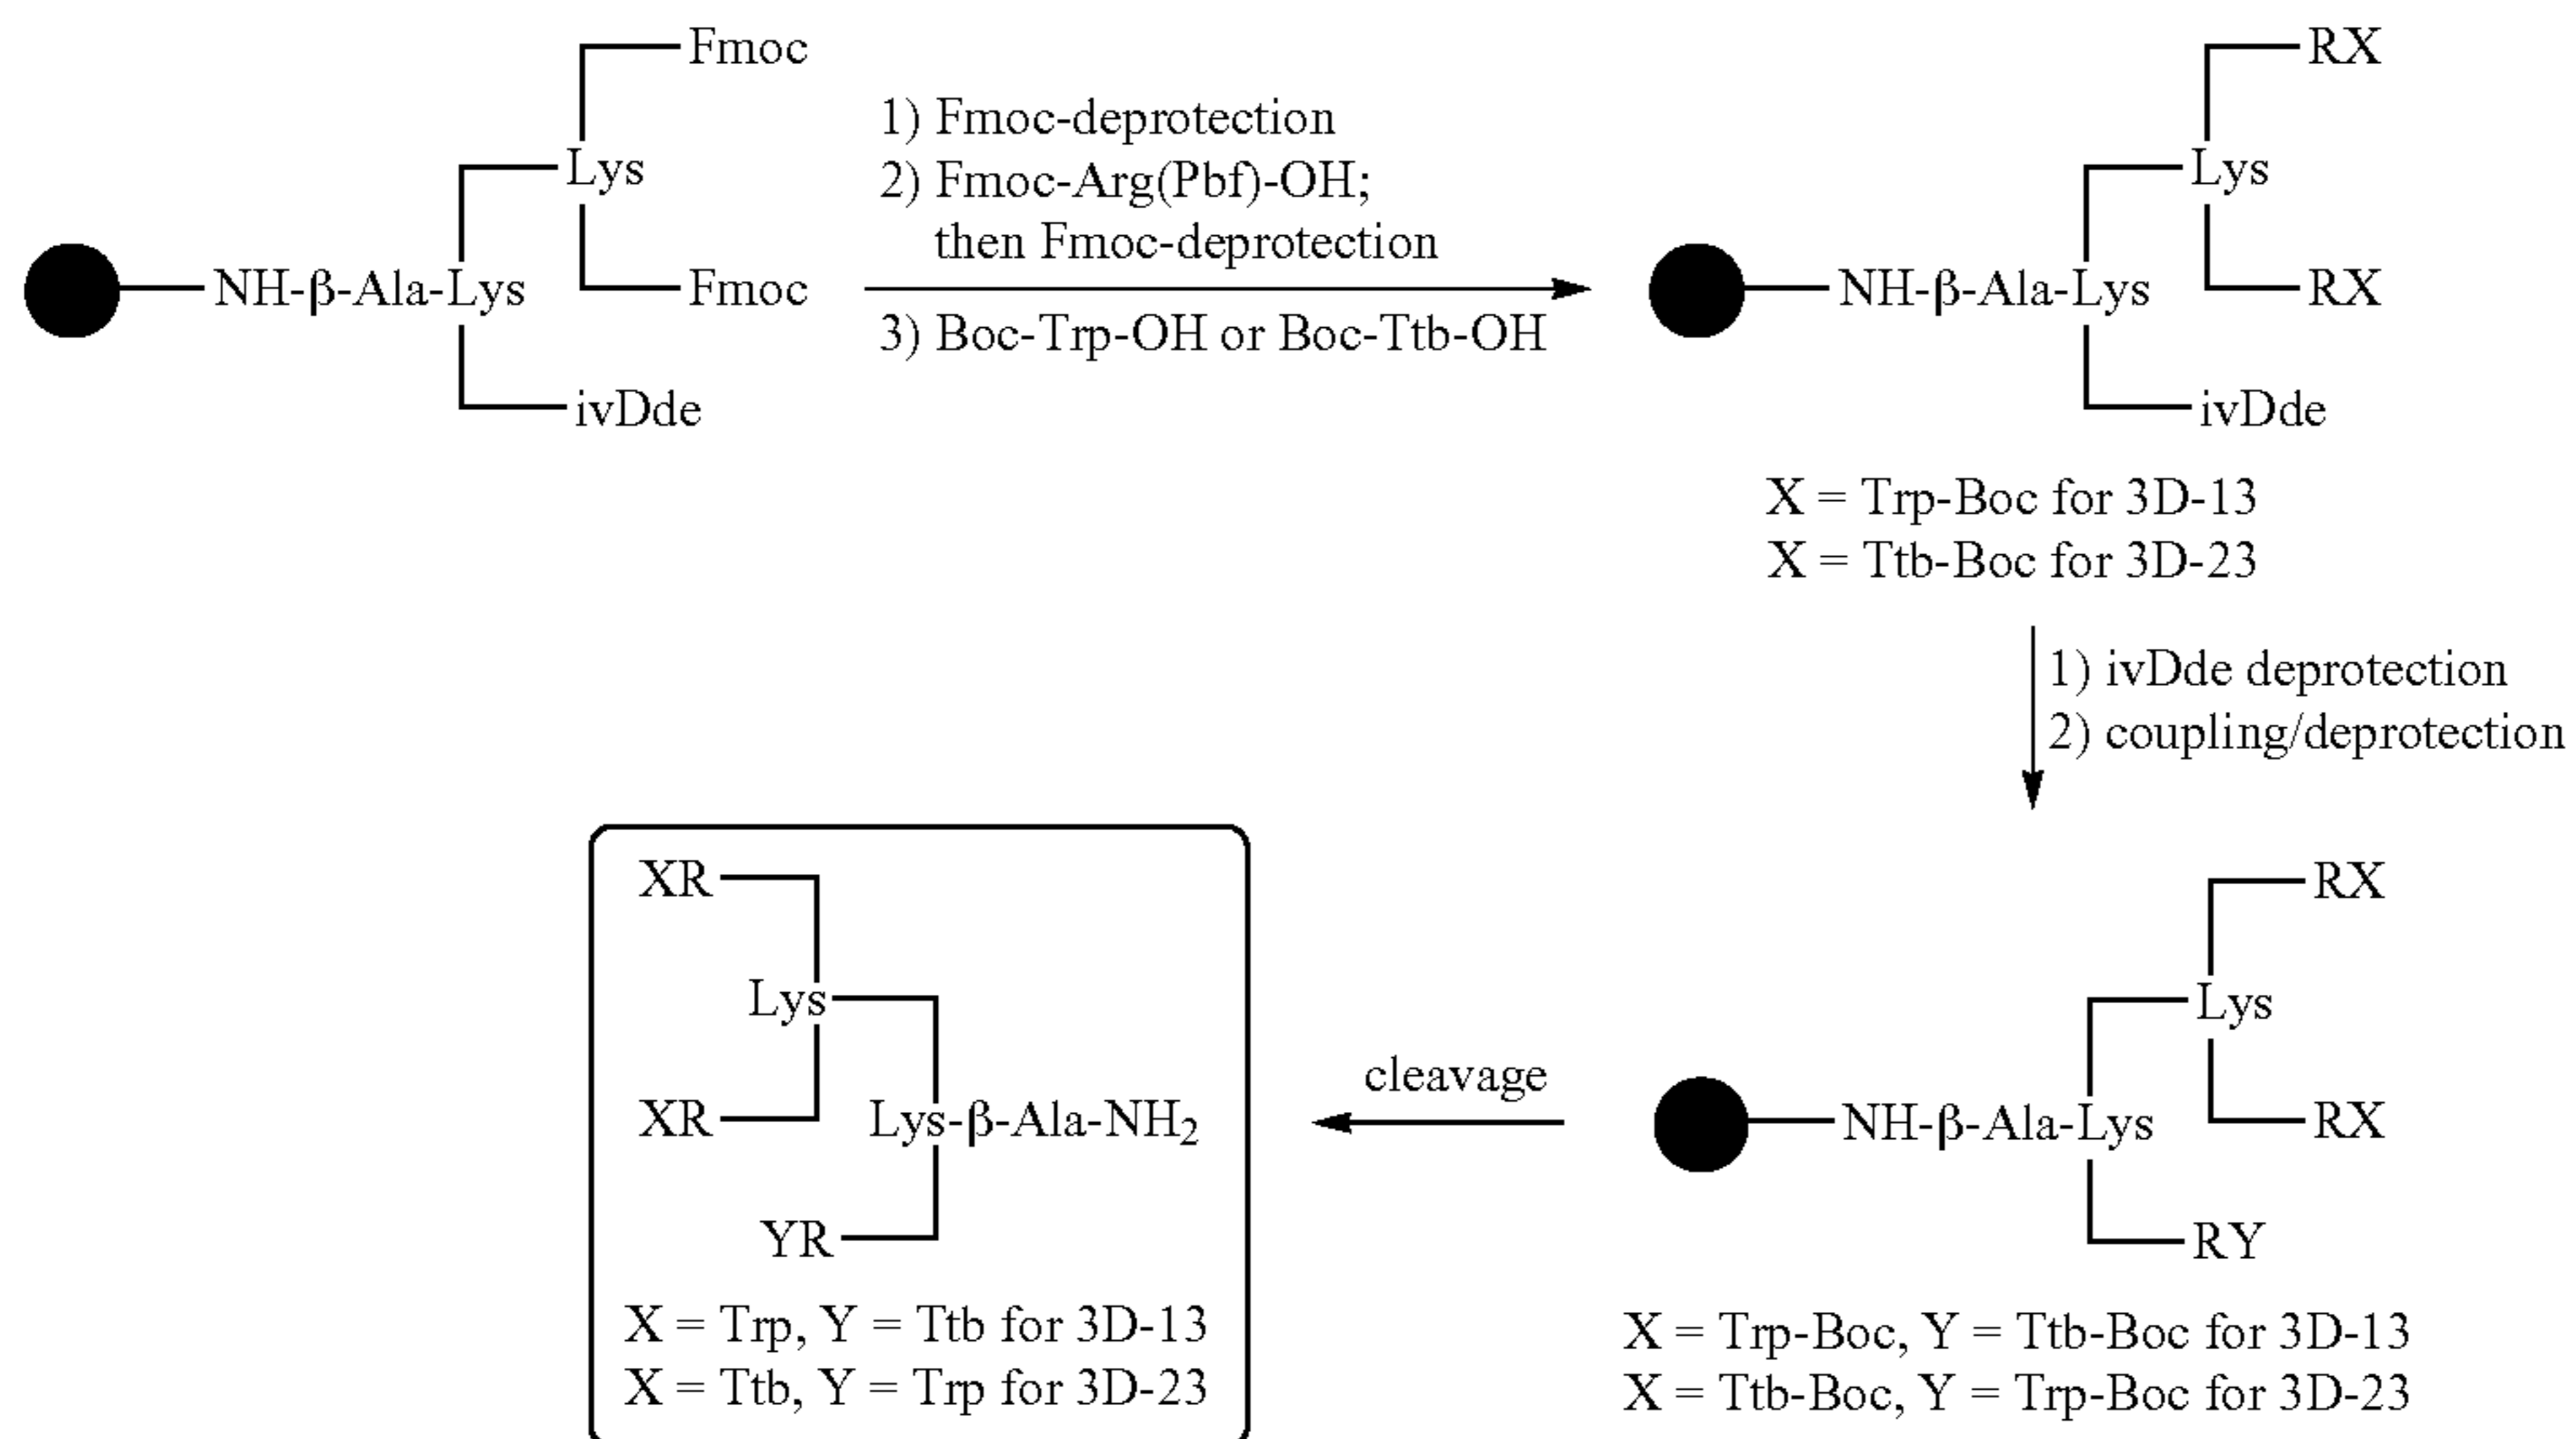 Fmoc
Lys
NH-β-Ala-Lys
Fmoc
ivDde
1) Fmoc-deprotection
2) Fmoc-Arg(Pbf)-OH;
then Fmoc-deprotection
3) Boc-Trp-OH or Boc-Ttb-OH
RX
Lys
NH-β-Ala-Lys
RX
ivDde
X = Trp-Boc for 3D-13
X = Ttb-Boc for 3D-23
1) ivDde deprotection
2) coupling/deprotection
RX
Lys
NH-β-Ala-Lys
RX
RY
X = Trp-Boc, Y = Ttb-Boc for 3D-13
X = Ttb-Boc, Y = Trp-Boc for 3D-23
cleavage
XR
Lys
XR
Lys-β-Ala-NH₂
YR
X = Trp, Y = Ttb for 3D-13
X = Ttb, Y = Trp for 3D-23